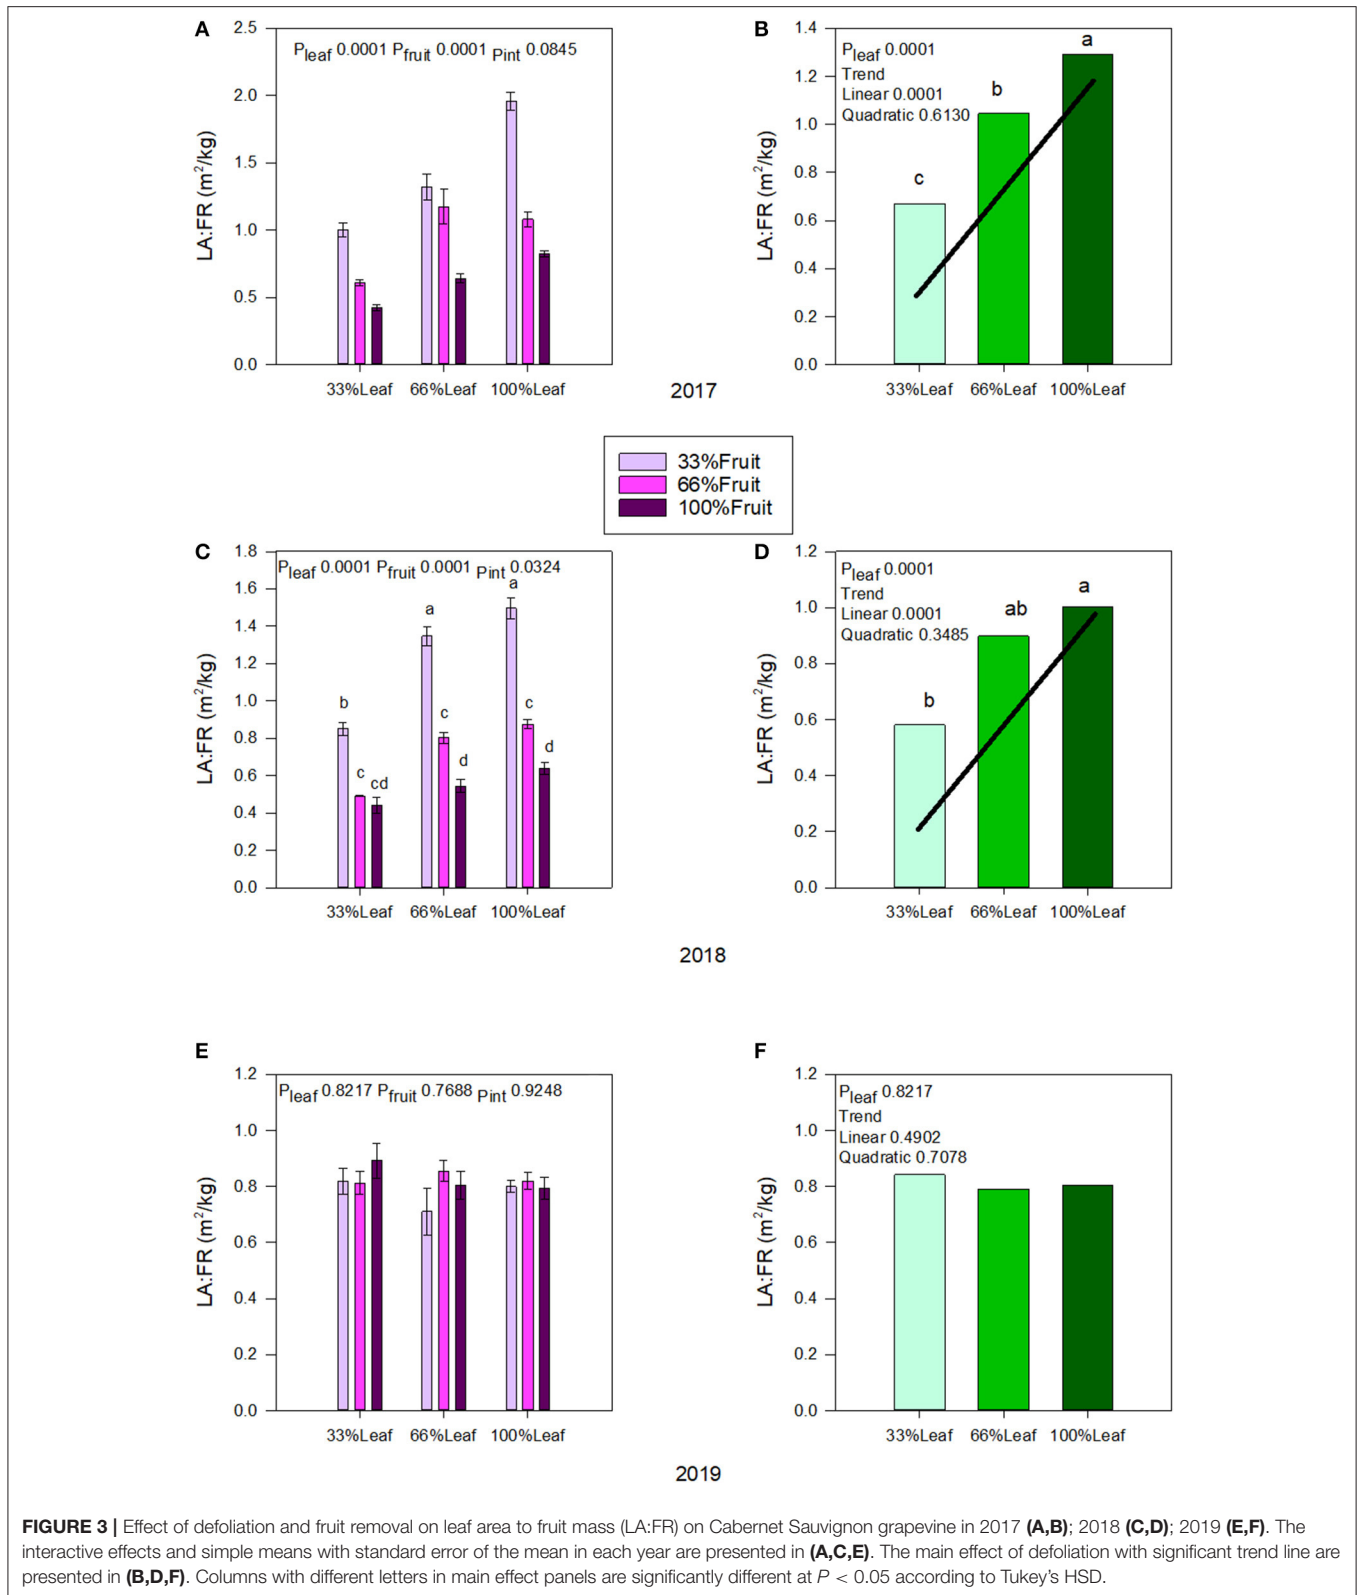 A
P_leaf 0.0001 P_fruit 0.0001 Pint 0.0845
LA:FR (m²/kg)
2.5
2.0
1.5
1.0
0.5
0.0
33%Leaf 66%Leaf 100%Leaf
B
P_leaf 0.0001
Trend
Linear 0.0001
Quadratic 0.6130
LA:FR (m²/kg)
1.4
1.2
1.0
0.8
0.6
0.4
0.2
0.0
c
b
a
33%Leaf 66%Leaf 100%Leaf
2017
33%Fruit
66%Fruit
100%Fruit
C
P_leaf 0.0001 P_fruit 0.0001 Pint 0.0324
LA:FR (m²/kg)
1.8
1.6
1.4
1.2
1.0
0.8
0.6
0.4
0.2
0.0
b c cd
a c d
a c d
33%Leaf 66%Leaf 100%Leaf
D
P_leaf 0.0001
Trend
Linear 0.0001
Quadratic 0.3485
LA:FR (m²/kg)
1.2
1.0
0.8
0.6
0.4
0.2
0.0
b
ab
a
33%Leaf 66%Leaf 100%Leaf
2018
E
P_leaf 0.8217 P_fruit 0.7688 Pint 0.9248
LA:FR (m²/kg)
1.2
1.0
0.8
0.6
0.4
0.2
0.0
33%Leaf 66%Leaf 100%Leaf
F
P_leaf 0.8217
Trend
Linear 0.4902
Quadratic 0.7078
LA:FR (m²/kg)
1.2
1.0
0.8
0.6
0.4
0.2
0.0
33%Leaf 66%Leaf 100%Leaf
2019
FIGURE 3 | Effect of defoliation and fruit removal on leaf area to fruit mass (LA:FR) on Cabernet Sauvignon grapevine in 2017 (A,B); 2018 (C,D); 2019 (E,F). The
interactive effects and simple means with standard error of the mean in each year are presented in (A,C,E). The main effect of defoliation with significant trend line are
presented in (B,D,F). Columns with different letters in main effect panels are significantly different at P < 0.05 according to Tukey's HSD.